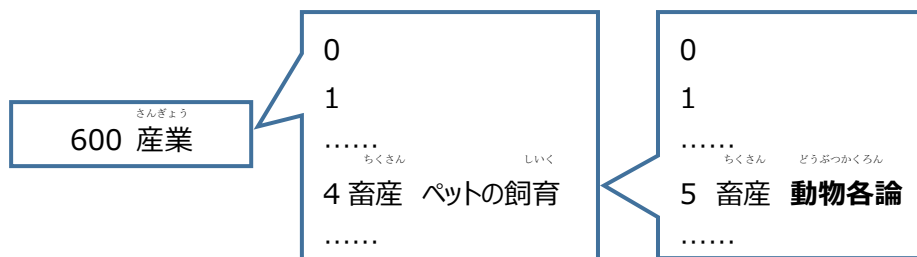 さんぎょう
600 産業
0
1
......
ちくさん しいく
4 畜産 ペットの飼育
......
0
1
......
ちくさん どうぶつかくろん
5 畜産 動物各論
......